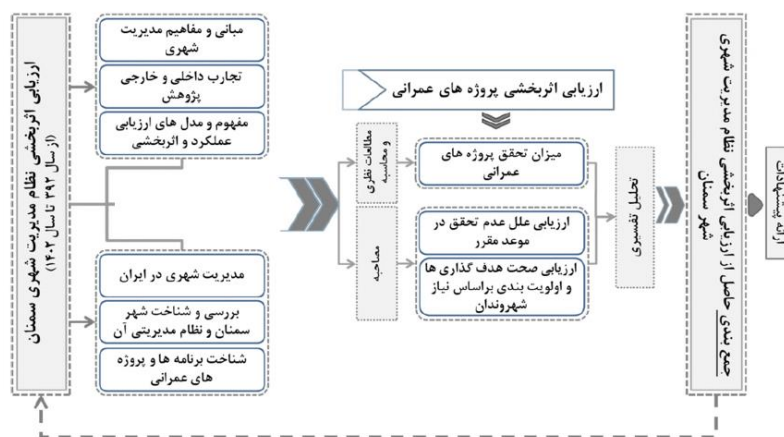 ارزیابی اثربخشی نظام مدیریت شهری سمنان
(از سال ۳۹۲ تا سال ۱۴۰۲)
مبانی و مفاهیم مدیریت
شهری
تجارب داخلی و خارجی
پژوهش
مفهوم و مدل های ارزیابی
عملکرد و اثربخشی
مدیریت شهری در ایران
بررسی و شناخت شهر
سمنان و نظام مدیریتی آن
شناخت برنامه ها و پروژه
های عمرانی
ارزیابی اثربخشی پروژه های عمرانی
مطالعات نظری
و محاسبه
میزان تحقق پروژه های
عمرانی
مصاحبه
ارزیابی علل عدم تحقق در
موعد مقرر
ارزیابی صحت هدف گذاری ها
و اولویت بندی براساس نیاز
شهروندان
تحلیل تفسیری
جمع بندی حاصل از ارزیابی اثربخشی نظام مدیریت شهری
شهر سمنان
ارائه پیشنهادات